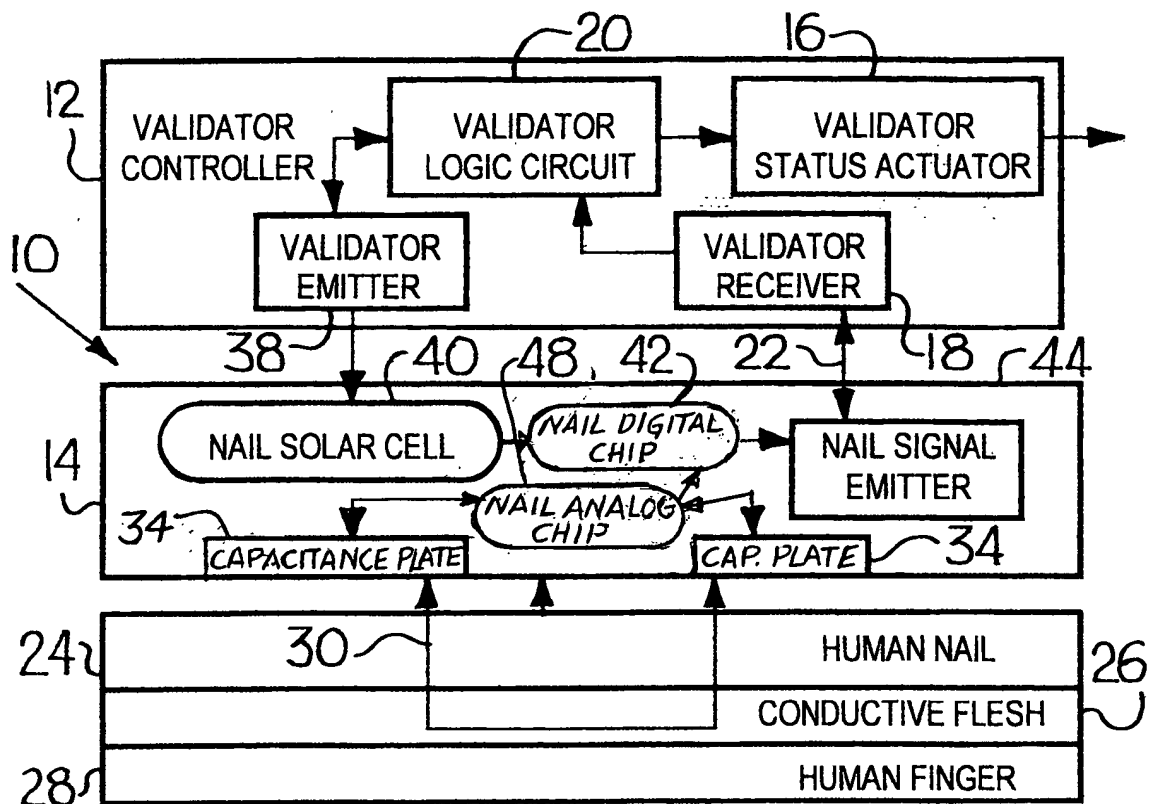 20
16
12
VALIDATOR
CONTROLLER
VALIDATOR
LOGIC CIRCUIT
VALIDATOR
STATUS ACTUATOR
10
VALIDATOR
EMITTER
VALIDATOR
RECEIVER
38
40
48
42
22
18
44
14
NAIL SOLAR CELL
NAIL DIGITAL
CHIP
NAIL SIGNAL
EMITTER
NAIL ANALOG
CHIP
34
CAPACITANCE PLATE
CAP. PLATE
34
24
30
HUMAN NAIL
26
CONDUCTIVE FLESH
28
HUMAN FINGER